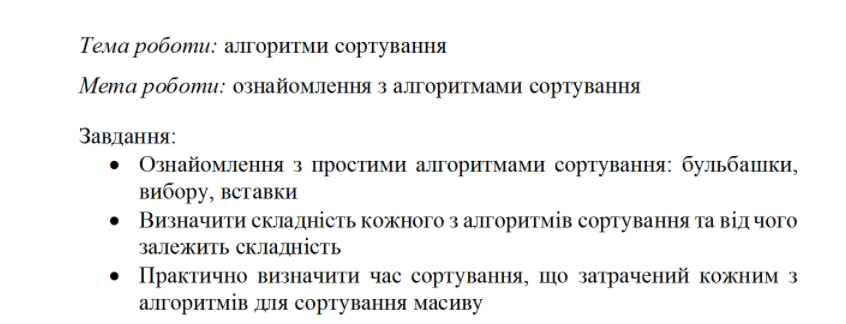 Тема роботи: алгоритми сортування
Мета роботи: ознайомлення з алгоритмами сортування
Завдання:
• Ознайомлення з простими алгоритмами сортування: бульбашки,
вибору, вставки
• Визначити складність кожного з алгоритмів сортування та від чого
залежить складність
• Практично визначити час сортування, що затрачений кожним з
алгоритмів для сортування масиву